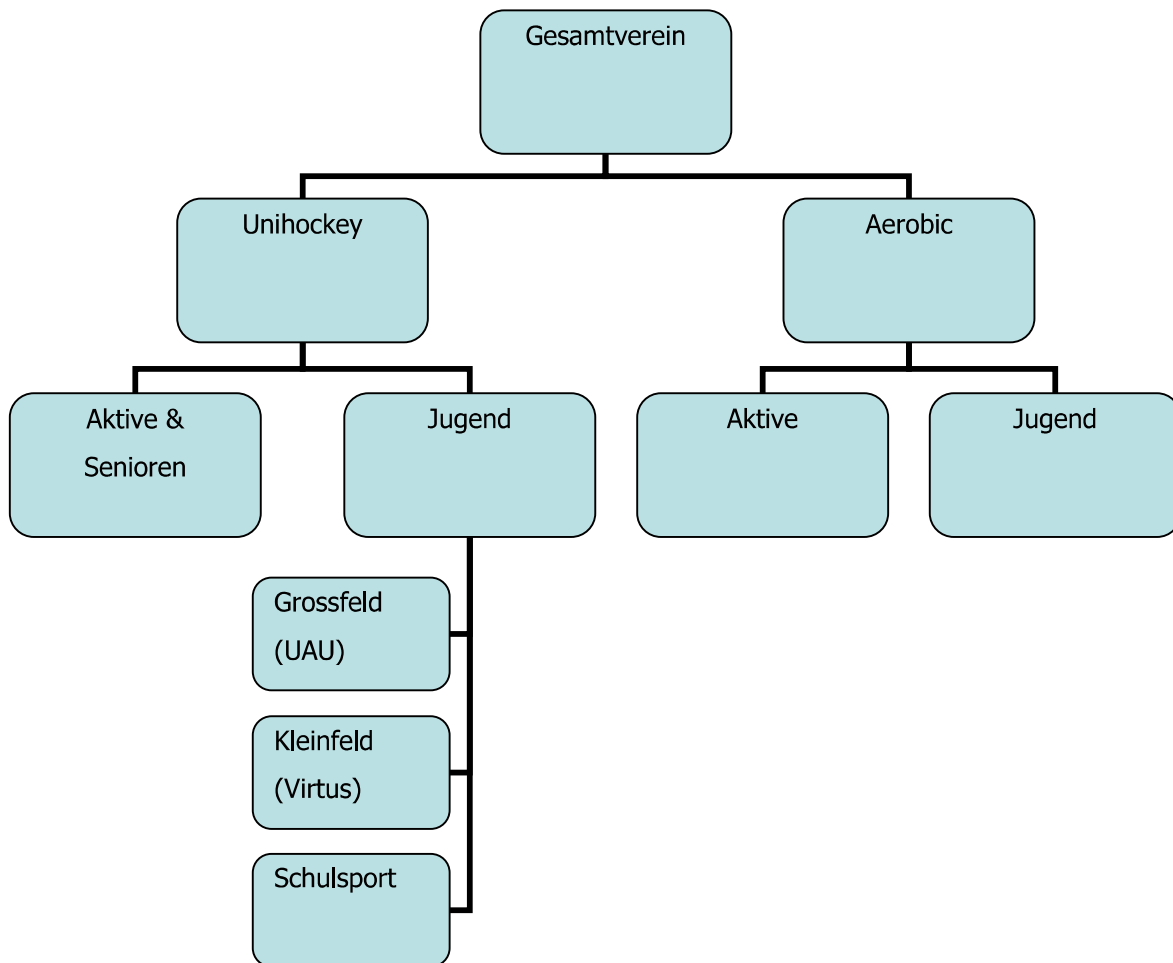 Gesamtverein
Unihockey
Aerobic
Aktive &
Senioren
Jugend
Aktive
Jugend
Grossfeld
(UAU)
Kleinfeld
(Virtus)
Schulsport